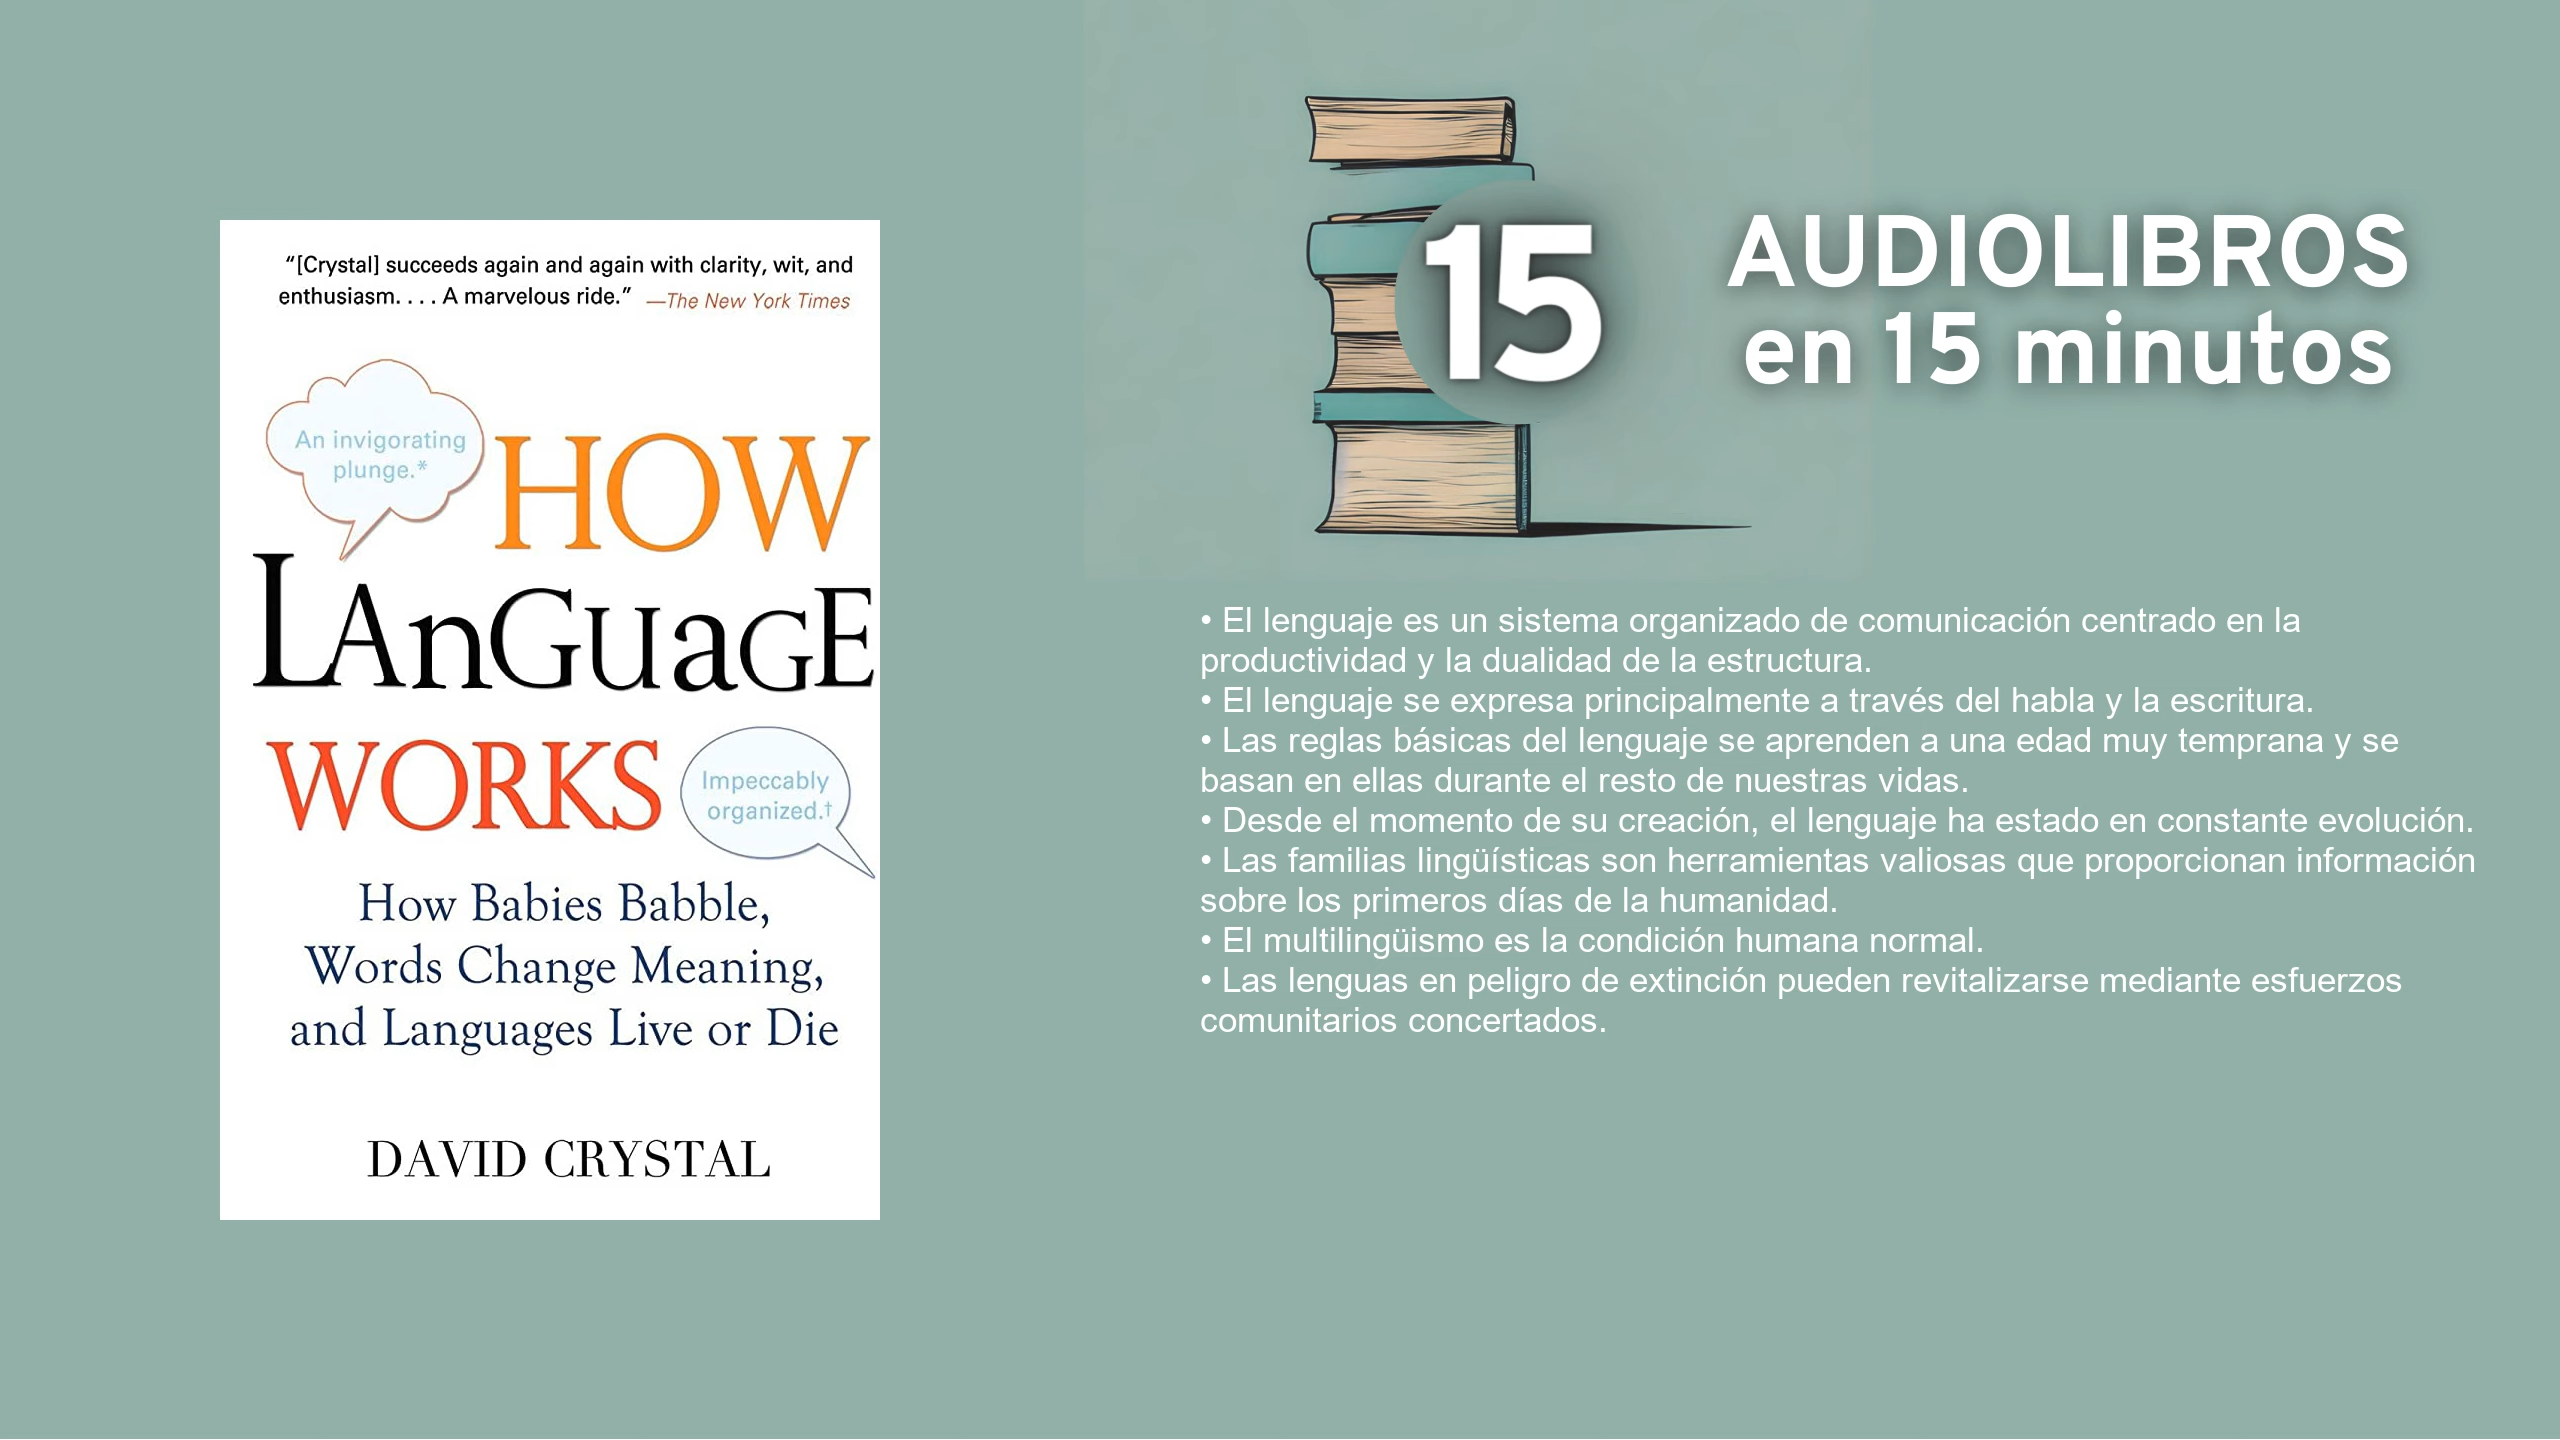 “[Crystal] succeeds again and again with clarity, wit, and
enthusiasm. . . . A marvelous ride.” —The New York Times
An invigorating
plunge.*
HOW
LAnGuaGE
WORKS
Impeccably
organized.†
How Babies Babble,
Words Change Meaning,
and Languages Live or Die
DAVID CRYSTAL
15
AUDIOLIBROS
en 15 minutos
• El lenguaje es un sistema organizado de comunicación centrado en la
productividad y la dualidad de la estructura.
• El lenguaje se expresa principalmente a través del habla y la escritura.
• Las reglas básicas del lenguaje se aprenden a una edad muy temprana y se
basan en ellas durante el resto de nuestras vidas.
• Desde el momento de su creación, el lenguaje ha estado en constante evolución.
• Las familias lingüísticas son herramientas valiosas que proporcionan información
sobre los primeros días de la humanidad.
• El multilingüismo es la condición humana normal.
• Las lenguas en peligro de extinción pueden revitalizarse mediante esfuerzos
comunitarios concertados.